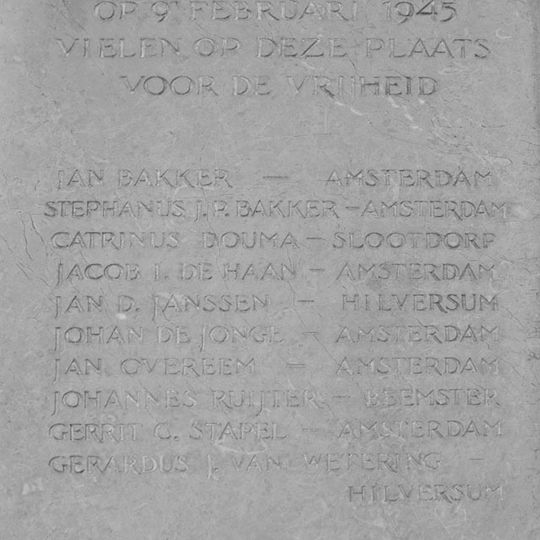 OP 9 FEBRUARI 1945
VIELEN OP DEZE PLAATS
VOOR DE VRIJHEID
JAN BAKKER — AMSTERDAM
STEPHANUS J.P. BAKKER – AMSTERDAM
CATRINUS BOUMA – SLOOTDORP
JACOB I. DE HAAN – AMSTERDAM
JAN D. JANSSEN – HILVERSUM
JOHAN DE JONGE – AMSTERDAM
JAN OVEREEM – AMSTERDAM
JOHANNES RUIJTER – BEEMSTER
GERRIT G. STAPEL – AMSTERDAM
GERARDUS J. VAN WETERING –
HILVERSUM